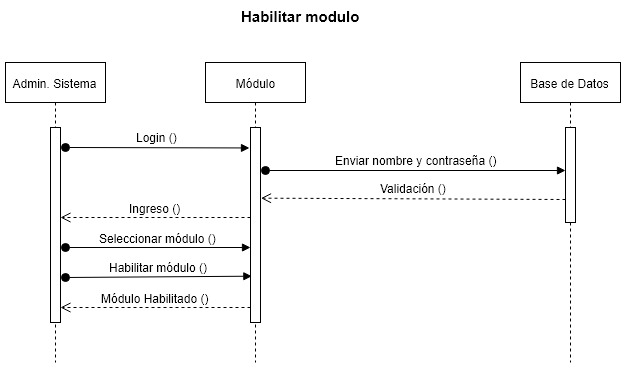 Habilitar modulo
Admin. Sistema
Módulo
Base de Datos
Login ()
Enviar nombre y contraseña ()
Validación ()
Ingreso ()
Seleccionar módulo ()
Habilitar módulo ()
Módulo Habilitado ()